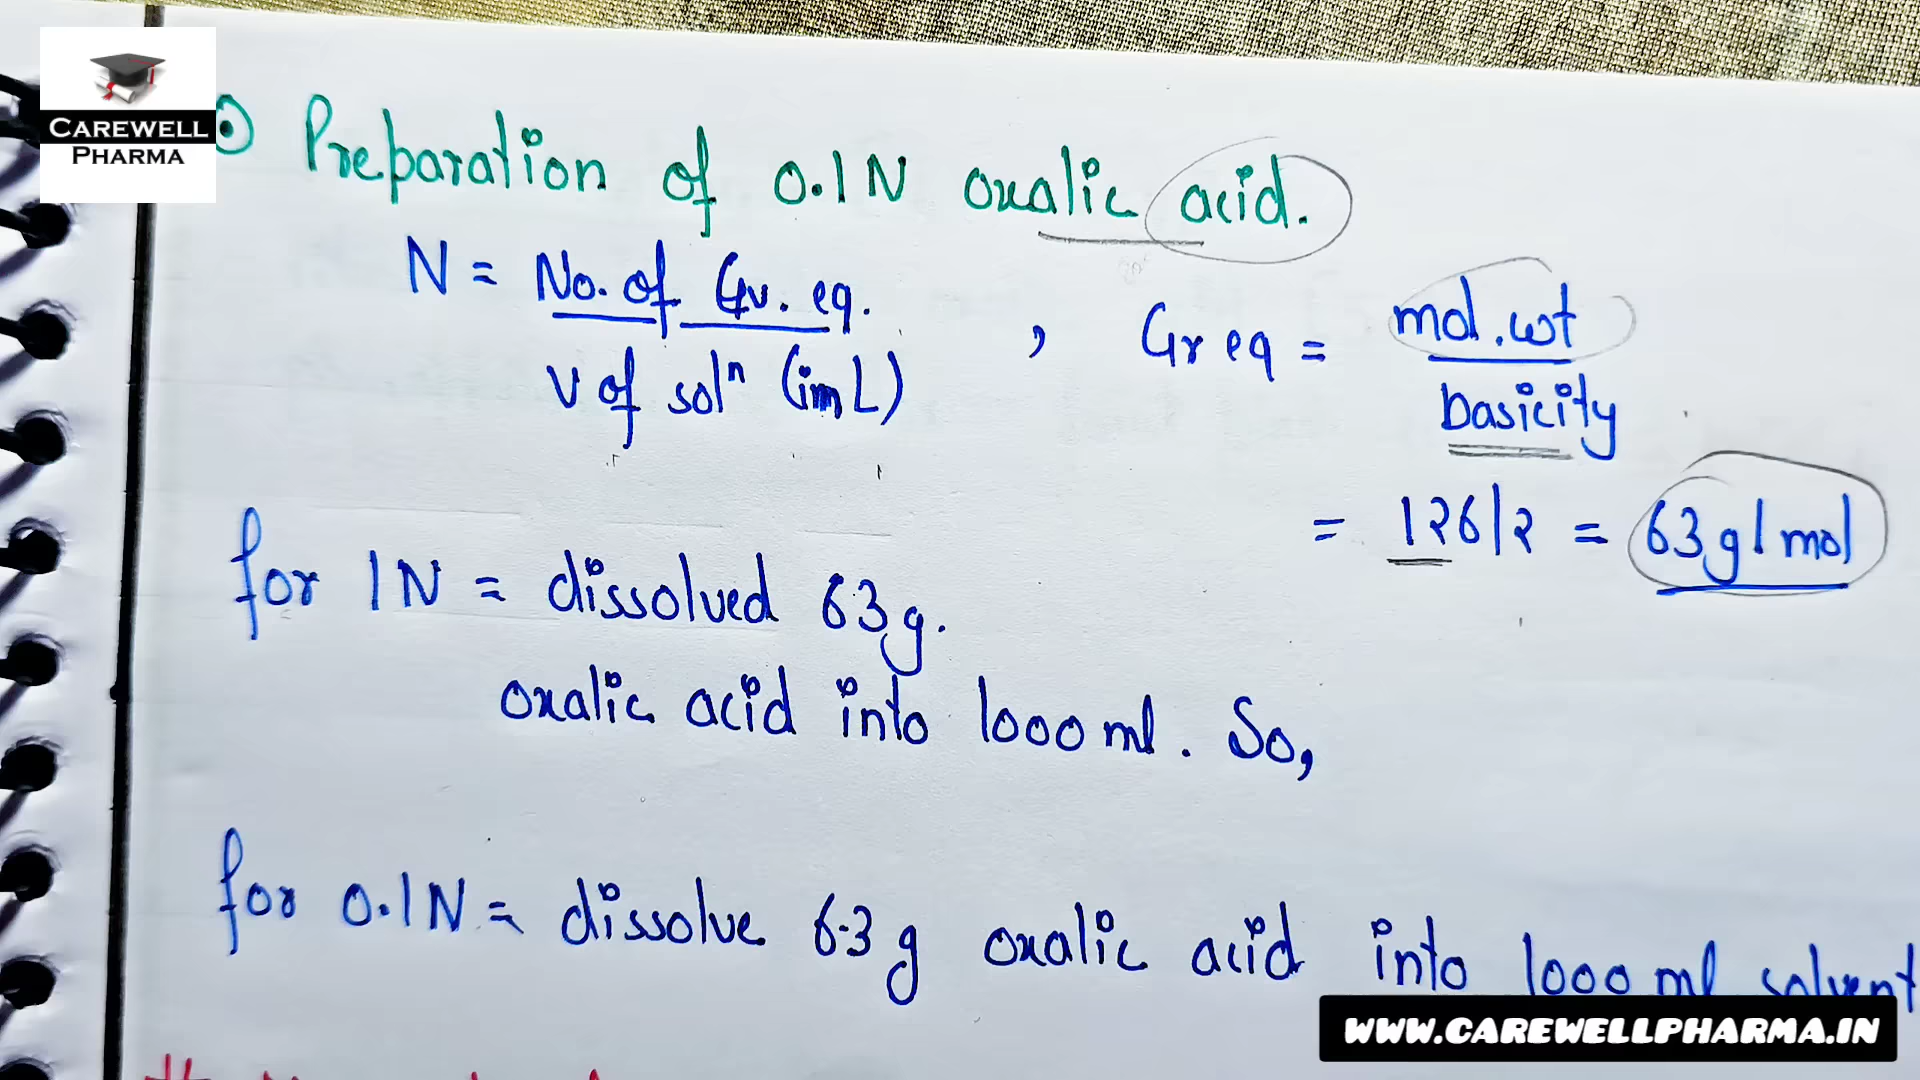 CAREWELL
PHARMA
Preparation of 0.1N oxalic acid.
N = No. of Gr. eq.
V of solⁿ (in L)
, Gr eq = mol.wt
basicity
= 126/2 = 63g/mol
for 1N = dissolved 63g.
oxalic acid into 1000 ml. So,
for 0.1N = dissolve 6.3 g oxalic acid into 1000 ml solvent
WWW.CAREWELLPHARMA.IN